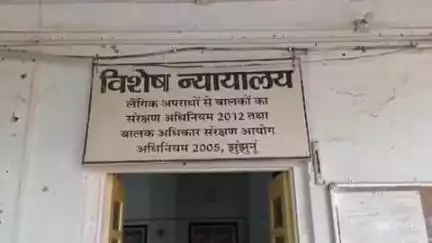 विशेष न्यायालय
लैंगिक अपराधों से बालकों का
संरक्षण अधिनियम 2012 तथा
बालक अधिकार संरक्षण आयोग
अधिनियम 2005, झुंझुनूं